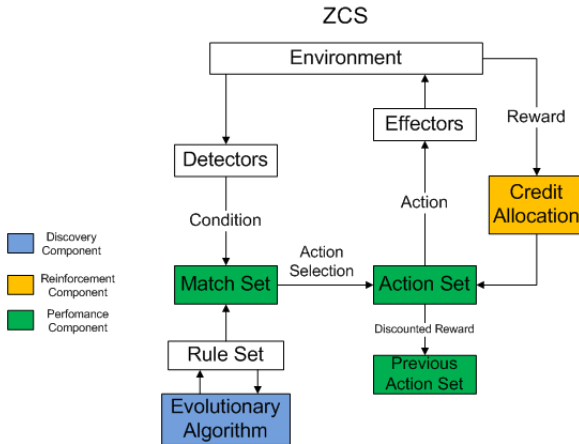 ZCS
Environment
Effectors
Reward
Detectors
Credit
Allocation
Condition
Action
Discovery
Component
Action
Selection
Reinforcement
Component
Match Set
Action Set
Perfomance
Component
Discounted Reward
Rule Set
Previous
Action Set
Evolutionary
Algorithm